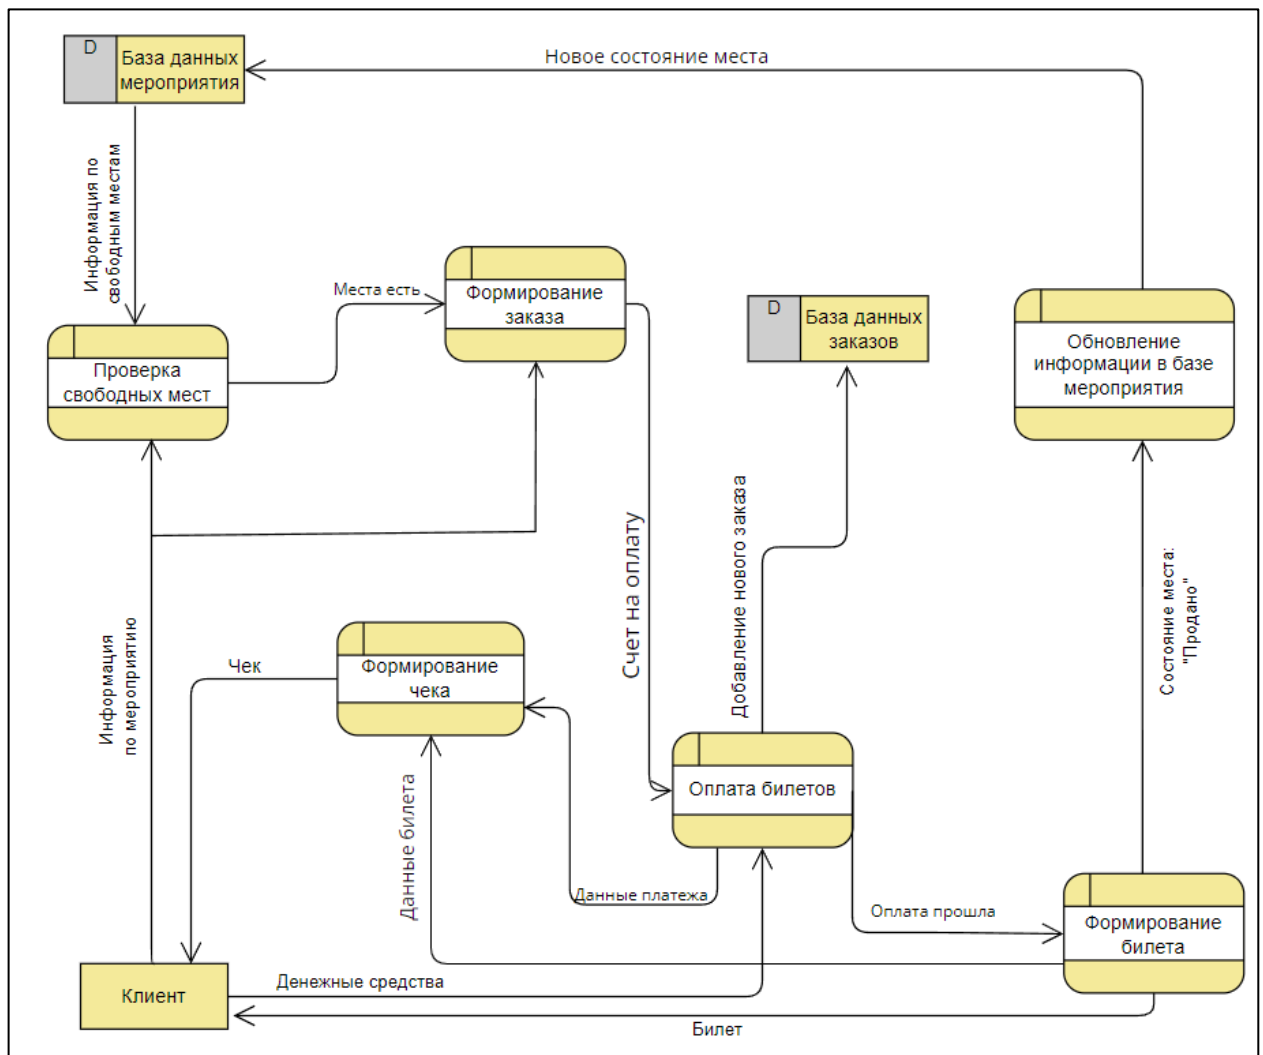 D
База данных
мероприятия
Новое состояние места
Информация по
свободным местам
Места есть
Формирование
заказа
D
База данных
заказов
Обновление
информации в базе
мероприятия
Проверка
свободных мест
Счет на оплату
Добавление нового заказа
Состояние места:
"Продано"
Информация
по мероприятию
Чек
Формирование
чека
Данные билета
Оплата билетов
Данные платежа
Оплата прошла
Формирование
билета
Клиент
Денежные средства
Билет